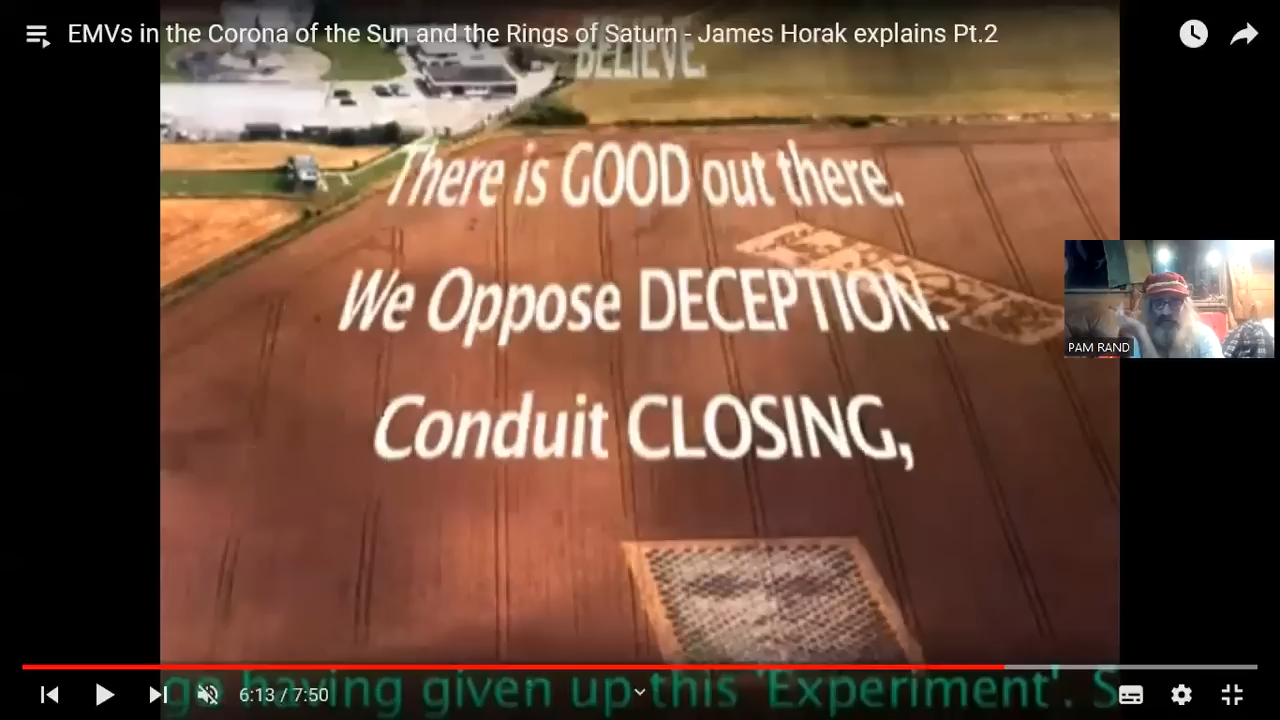 EMVs in the Corona of the Sun and the Rings of Saturn - James Horak explains Pt.2
BELIEVE.
There is GOOD out there.
We Oppose DECEPTION.
Conduit CLOSING,
PAM RAND
having given up this 'Experiment'. S
6:13 / 7:50